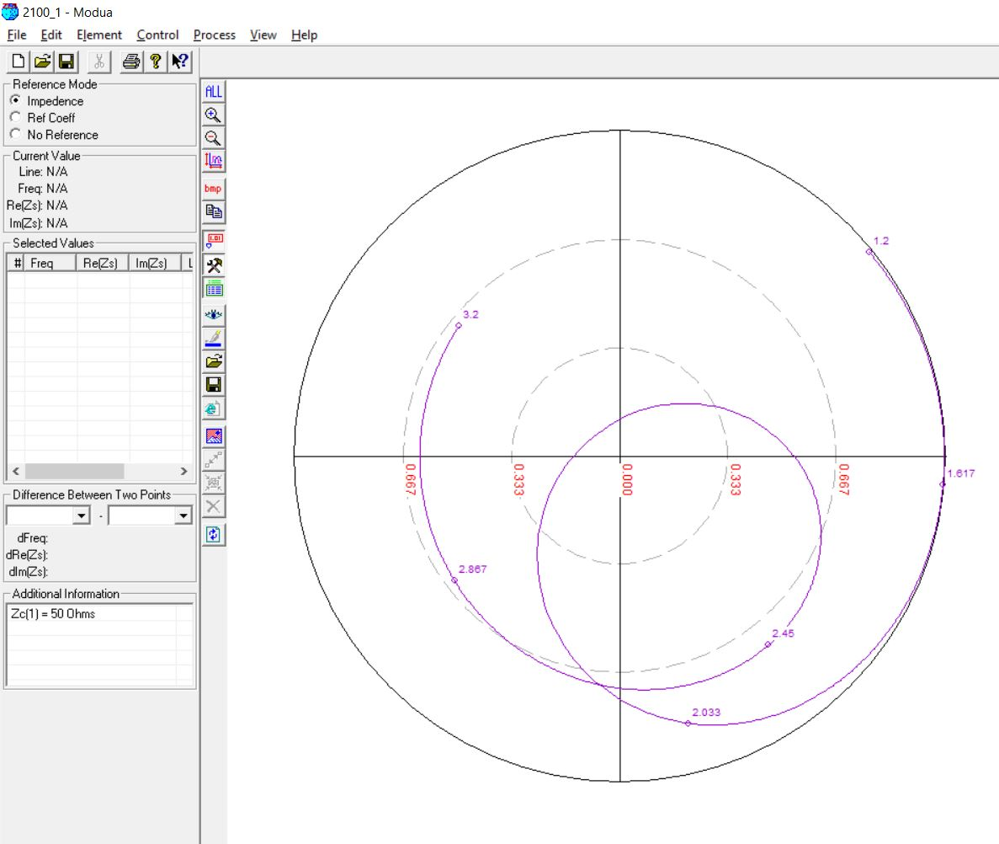 2100_1 - Modua
File Edit Element Control Process View Help
Reference Mode
Impedence
Ref Coeff
No Reference
Current Value
Line: N/A
Freq: N/A
Re(Zs): N/A
Im(Zs): N/A
Selected Values
# Freq Re(Zs) Im(Zs) L
Difference Between Two Points
-
dFreq:
dRe(Zs):
dIm(Zs):
Additional Information
Zc(1) = 50 Ohms
ALL
bmp
1.01
1.2
3.2
0.667 0.333 0.000 0.333 0.667
1.617
2.867
2.45
2.033